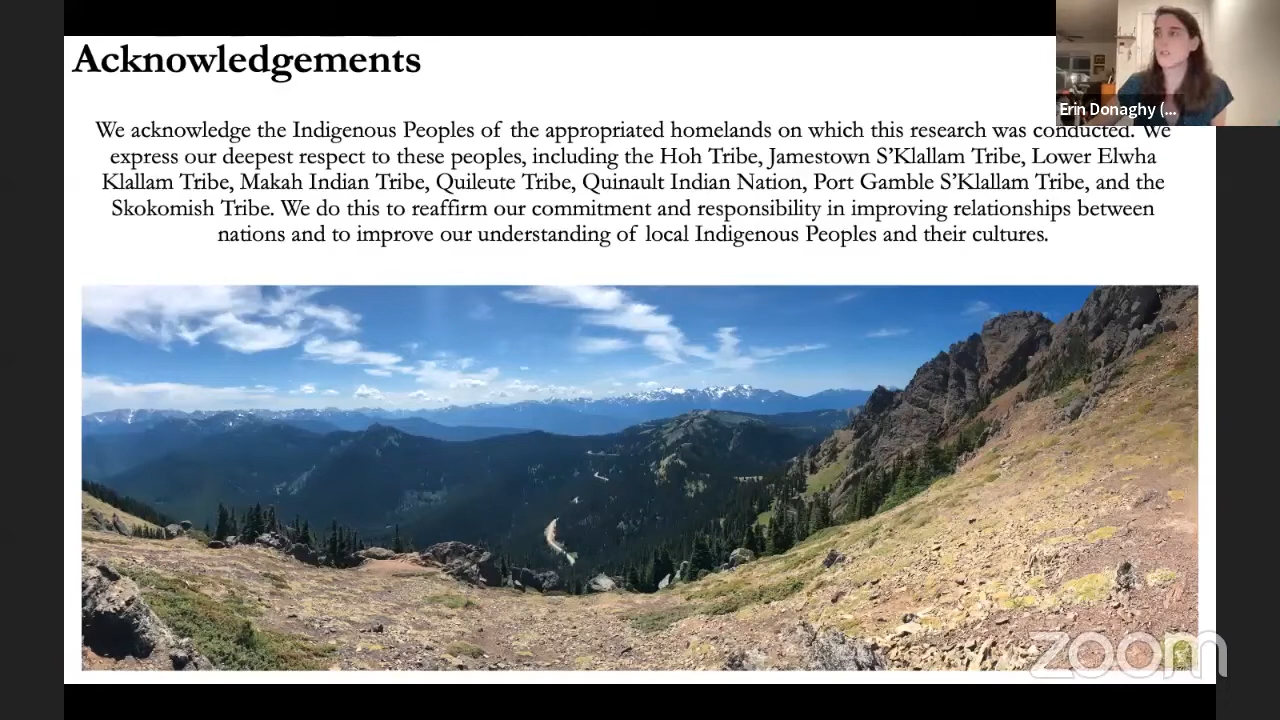 Acknowledgements
Erin Donaghy (...
We acknowledge the Indigenous Peoples of the appropriated homelands on which this research was conducted. We
express our deepest respect to these peoples, including the Hoh Tribe, Jamestown S’Klallam Tribe, Lower Elwha
Klallam Tribe, Makah Indian Tribe, Quileute Tribe, Quinault Indian Nation, Port Gamble S’Klallam Tribe, and the
Skokomish Tribe. We do this to reaffirm our commitment and responsibility in improving relationships between
nations and to improve our understanding of local Indigenous Peoples and their cultures.
zoom